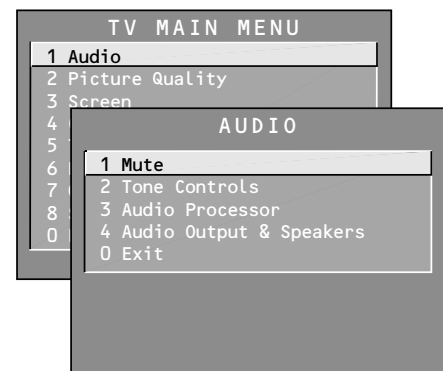 TV MAIN MENU
1 Audio
2 Picture Quality
3 Screen
4
5
6
7
8
0
AUDIO
1 Mute
2 Tone Controls
3 Audio Processor
4 Audio Output & Speakers
0 Exit